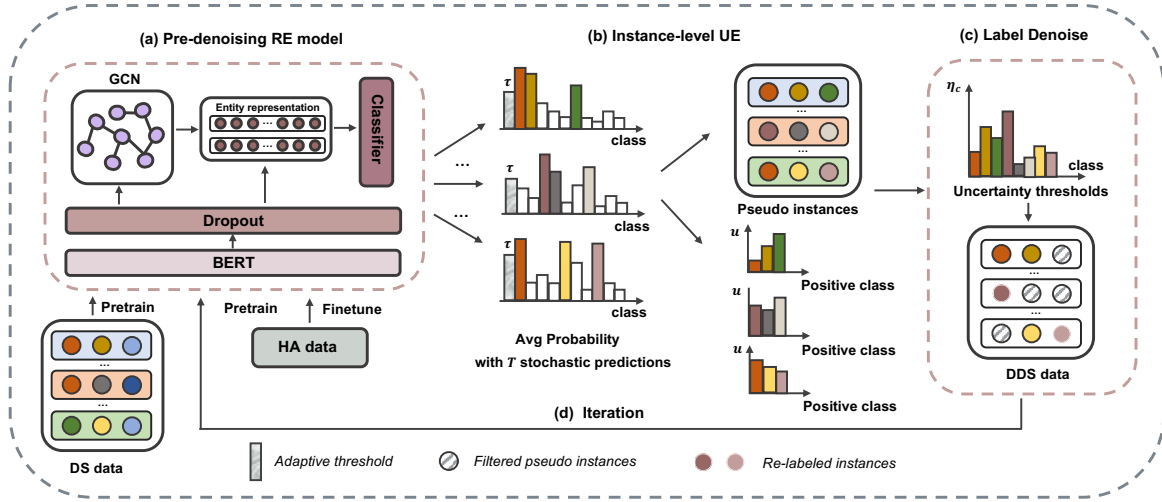 (a) Pre-denoising RE model
(b) Instance-level UE
(c) Label Denoise
GCN
Entity representation
...
...
Classifier
Dropout
BERT
Pretrain
Pretrain
Finetune
HA data
...
...
DS data
...
...
τ
class
τ
class
τ
class
Avg Probability
with T stochastic predictions
...
...
Pseudo instances
u
Positive class
u
Positive class
u
Positive class
η_c
class
Uncertainty thresholds
...
...
DDS data
(d) Iteration
Adaptive threshold
Filtered pseudo instances
Re-labeled instances